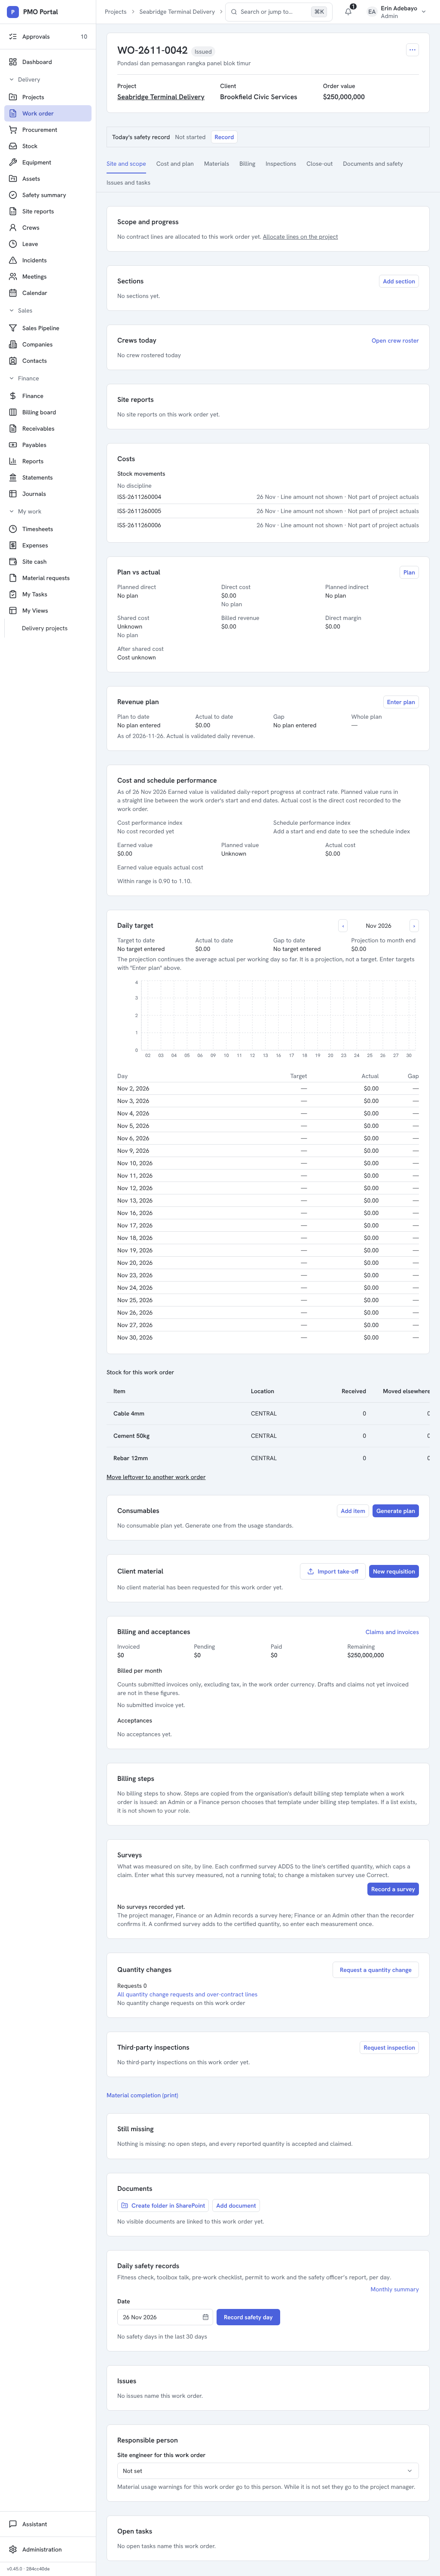 P PMO Portal
Approvals 10
Dashboard
Delivery
Projects
Work order
Procurement
Stock
Equipment
Assets
Safety summary
Site reports
Crews
Leave
Incidents
Meetings
Calendar
Sales
Sales Pipeline
Companies
Contacts
Finance
Finance
Billing board
Receivables
Payables
Reports
Statements
Journals
My work
Timesheets
Expenses
Site cash
Material requests
My Tasks
My Views
Delivery projects
Assistant
Administration
Projects › Seabridge Terminal Delivery ›
Search or jump to... ⌘K
1
EA Erin Adebayo
Admin
WO-2611-0042 Issued
Pondasi dan pemasangan rangka panel blok timur
Project Client Order value
Seabridge Terminal Delivery Brookfield Civic Services $250,000,000
Today's safety record Not started Record
Site and scope Cost and plan Materials Billing Inspections Close-out Documents and safety
Issues and tasks
Scope and progress
No contract lines are allocated to this work order yet. Allocate lines on the project
Sections Add section
No sections yet.
Crews today Open crew roster
No crew rostered today
Site reports
No site reports on this work order yet.
Costs
Stock movements
No discipline
ISS-2611260004 26 Nov · Line amount not shown · Not part of project actuals
ISS-2611260005 26 Nov · Line amount not shown · Not part of project actuals
ISS-2611260006 26 Nov · Line amount not shown · Not part of project actuals
Plan vs actual Plan
Planned direct Direct cost Planned indirect
No plan $0.00 No plan
No plan
Shared cost Billed revenue Direct margin
Unknown $0.00 $0.00
No plan
After shared cost
Cost unknown
Revenue plan Enter plan
Plan to date Actual to date Gap Whole plan
No plan entered $0.00 No plan entered —
As of 2026-11-26. Actual is validated daily revenue.
Cost and schedule performance
As of 26 Nov 2026 Earned value is validated daily-report progress at contract rate. Planned value runs in
a straight line between the work order's start and end dates. Actual cost is the direct cost recorded to the
work order.
Cost performance index Schedule performance index
No cost recorded yet Add a start and end date to see the schedule index
Earned value Planned value Actual cost
$0.00 Unknown $0.00
Earned value equals actual cost
Within range is 0.90 to 1.10.
Daily target ‹ Nov 2026 ›
Target to date Actual to date Gap to date Projection to month end
No target entered $0.00 No target entered $0.00
The projection continues the average actual per working day so far. It is a projection, not a target. Enter targets
with "Enter plan" above.
4
3
2
1
0
02 03 04 05 06 09 10 11 12 13 16 17 18 19 20 23 24 25 26 27 30
Day Target Actual Gap
Nov 2, 2026 — $0.00 —
Nov 3, 2026 — $0.00 —
Nov 4, 2026 — $0.00 —
Nov 5, 2026 — $0.00 —
Nov 6, 2026 — $0.00 —
Nov 9, 2026 — $0.00 —
Nov 10, 2026 — $0.00 —
Nov 11, 2026 — $0.00 —
Nov 12, 2026 — $0.00 —
Nov 13, 2026 — $0.00 —
Nov 16, 2026 — $0.00 —
Nov 17, 2026 — $0.00 —
Nov 18, 2026 — $0.00 —
Nov 19, 2026 — $0.00 —
Nov 20, 2026 — $0.00 —
Nov 23, 2026 — $0.00 —
Nov 24, 2026 — $0.00 —
Nov 25, 2026 — $0.00 —
Nov 26, 2026 — $0.00 —
Nov 27, 2026 — $0.00 —
Nov 30, 2026 — $0.00 —
Stock for this work order
Item Location Received Moved elsewhere
Cable 4mm CENTRAL 0 0
Cement 50kg CENTRAL 0 0
Rebar 12mm CENTRAL 0 0
Move leftover to another work order
Consumables Add item Generate plan
No consumable plan yet. Generate one from the usage standards.
Client material Import take-off New requisition
No client material has been requested for this work order yet.
Billing and acceptances Claims and invoices
Invoiced Pending Paid Remaining
$0 $0 $0 $250,000,000
Billed per month
Counts submitted invoices only, excluding tax, in the work order currency. Drafts and claims not yet invoiced
are not in these figures.
No submitted invoice yet.
Acceptances
No acceptances yet.
Billing steps
No billing steps to show. Steps are copied from the organisation's default billing step template when a work
order is issued: an Admin or a Finance person chooses that template under billing step templates. If a list exists,
it is not shown to your role.
Surveys
What was measured on site, by line. Each confirmed survey ADDS to the line's certified quantity, which caps a
claim. Enter what this survey measured, not a running total; to change a mistaken survey use Correct.
Record a survey
No surveys recorded yet.
The project manager, Finance or an Admin records a survey here; Finance or an Admin other than the recorder
confirms it. A confirmed survey adds to the certified quantity, so enter each measurement once.
Quantity changes Request a quantity change
Requests 0
All quantity change requests and over-contract lines
No quantity change requests on this work order
Third-party inspections Request inspection
No third-party inspections on this work order yet.
Material completion (print)
Still missing
Nothing is missing: no open steps, and every reported quantity is accepted and claimed.
Documents
Create folder in SharePoint Add document
No visible documents are linked to this work order yet.
Daily safety records
Fitness check, toolbox talk, pre-work checklist, permit to work and the safety officer's report, per day.
Monthly summary
Date
26 Nov 2026 Record safety day
No safety days in the last 30 days
Issues
No issues name this work order.
Responsible person
Site engineer for this work order
Not set
Material usage warnings for this work order go to this person. While it is not set they go to the project manager.
Open tasks
No open tasks name this work order.